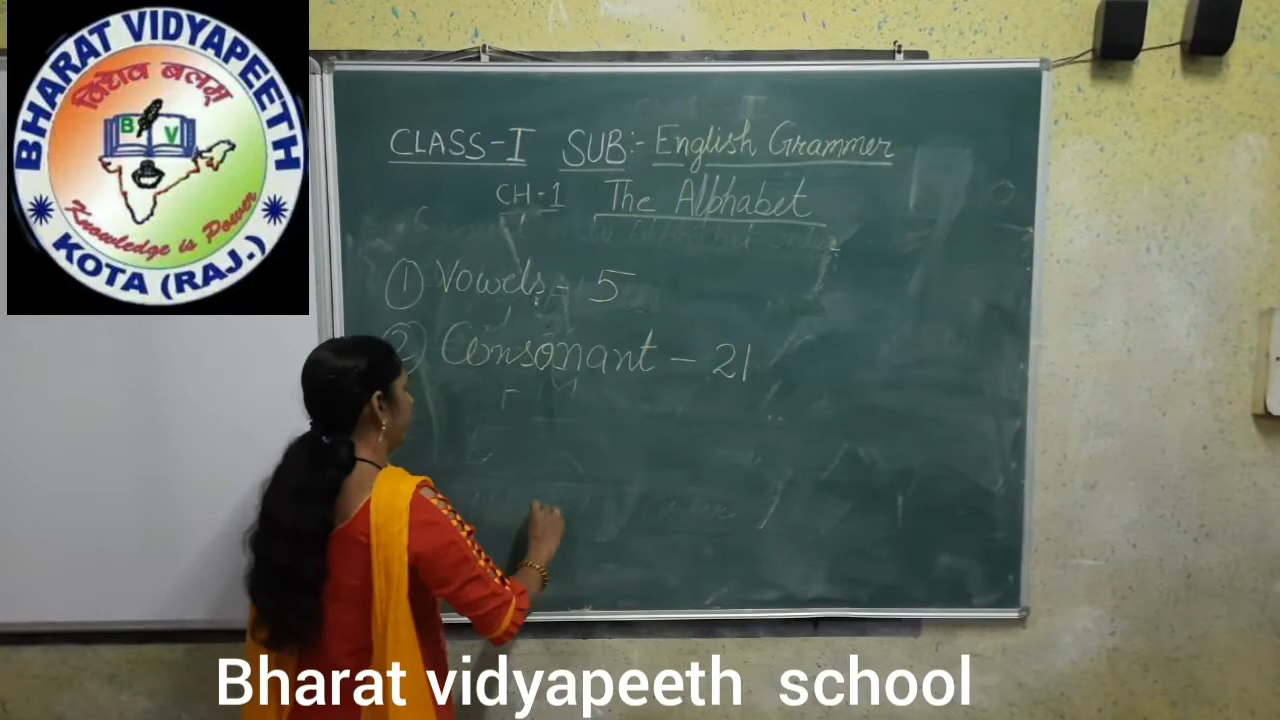 BHARAT VIDYAPEETH
विद्यैव बलम्
B V
Knowledge is Power
KOTA (RAJ.)
CLASS-I SUB:- English Grammer
CH-1 The Alphabet
① Vowels - 5
② Consonant - 21
Bharat vidyapeeth school